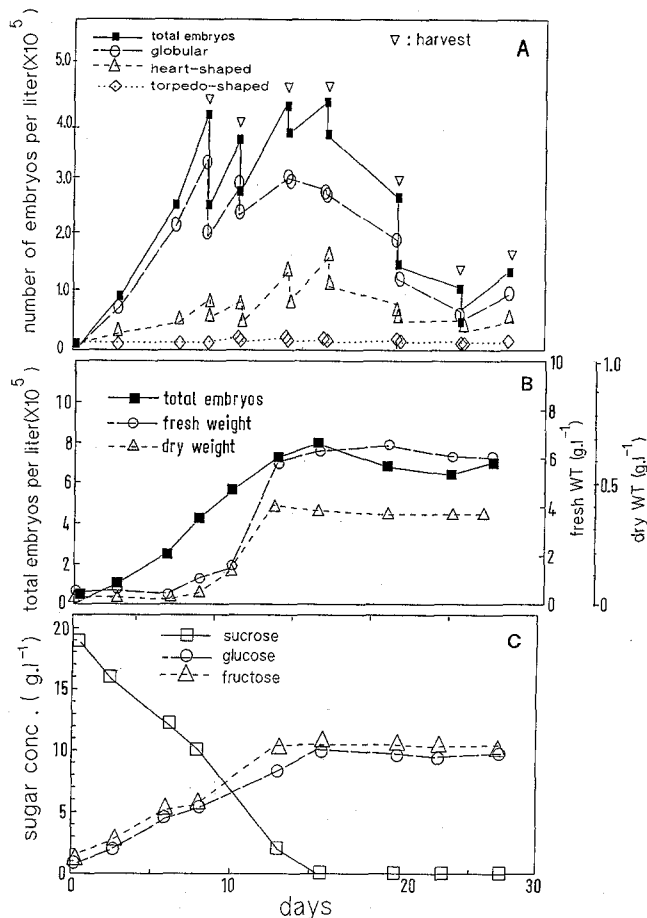 total embryos
globular
heart-shaped
torpedo-shaped
▽ : harvest
A
number of embryos per liter(X10 5)
5.0
4.0
3.0
2.0
1.0
0
B
total embryos
fresh weight
dry weight
total embryos per liter(X10 5)
10
8
6
4
2
0
10
8
6
4
2
0
fresh WT (g.l-1)
1.0
0.5
0
dry WT (g.l-1)
C
sucrose
glucose
fructose
sugar conc. ( g.l-1)
20
15
10
5
0
0
10
20
30
days